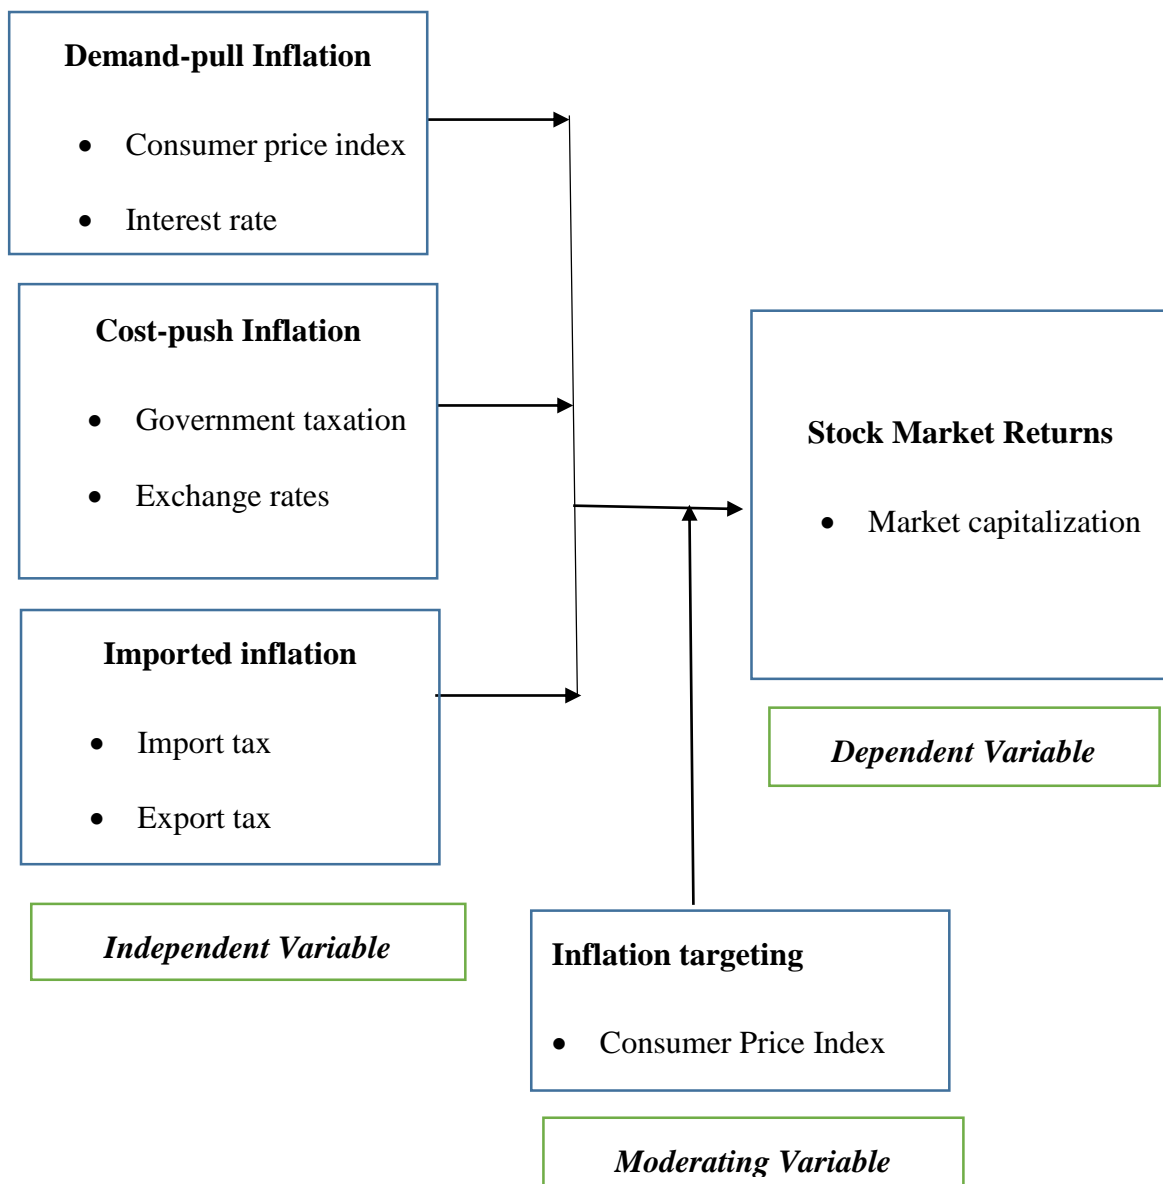 Demand-pull Inflation
• Consumer price index
• Interest rate
Cost-push Inflation
• Government taxation
• Exchange rates
Imported inflation
• Import tax
• Export tax
Independent Variable
Stock Market Returns
• Market capitalization
Dependent Variable
Inflation targeting
• Consumer Price Index
Moderating Variable